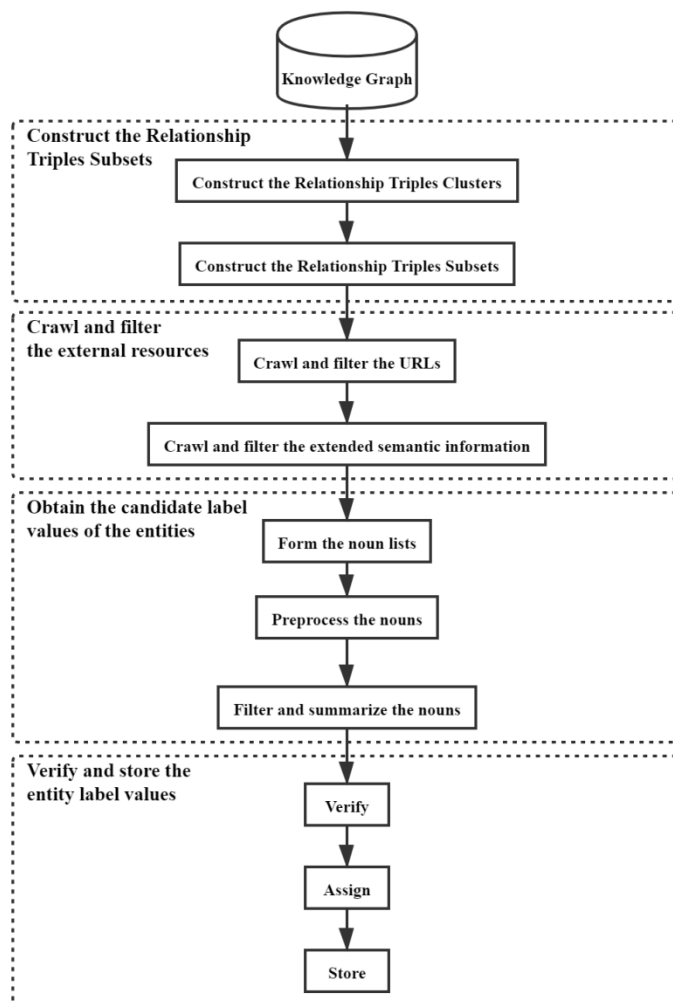 Knowledge Graph
Construct the Relationship
Triples Subsets
Construct the Relationship Triples Clusters
Construct the Relationship Triples Subsets
Crawl and filter
the external resources
Crawl and filter the URLs
Crawl and filter the extended semantic information
Obtain the candidate label
values of the entities
Form the noun lists
Preprocess the nouns
Filter and summarize the nouns
Verify and store the
entity label values
Verify
Assign
Store